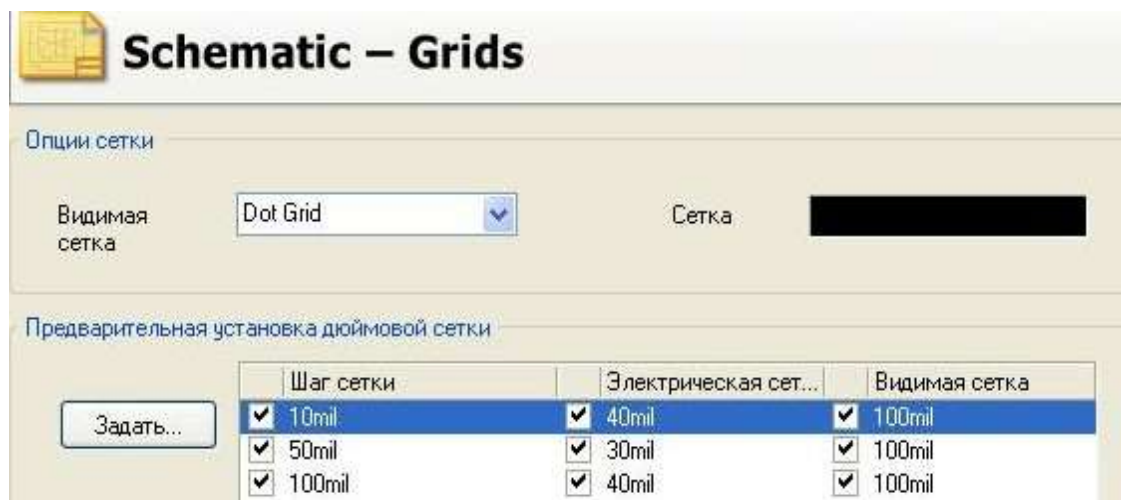 Schematic – Grids
Опции сетки
Видимая сетка
Dot Grid
Сетка
Предварительная установка дюймовой сетки
Задать...
Шаг сетки Электрическая сет... Видимая сетка
10mil 40mil 100mil
50mil 30mil 100mil
100mil 40mil 100mil